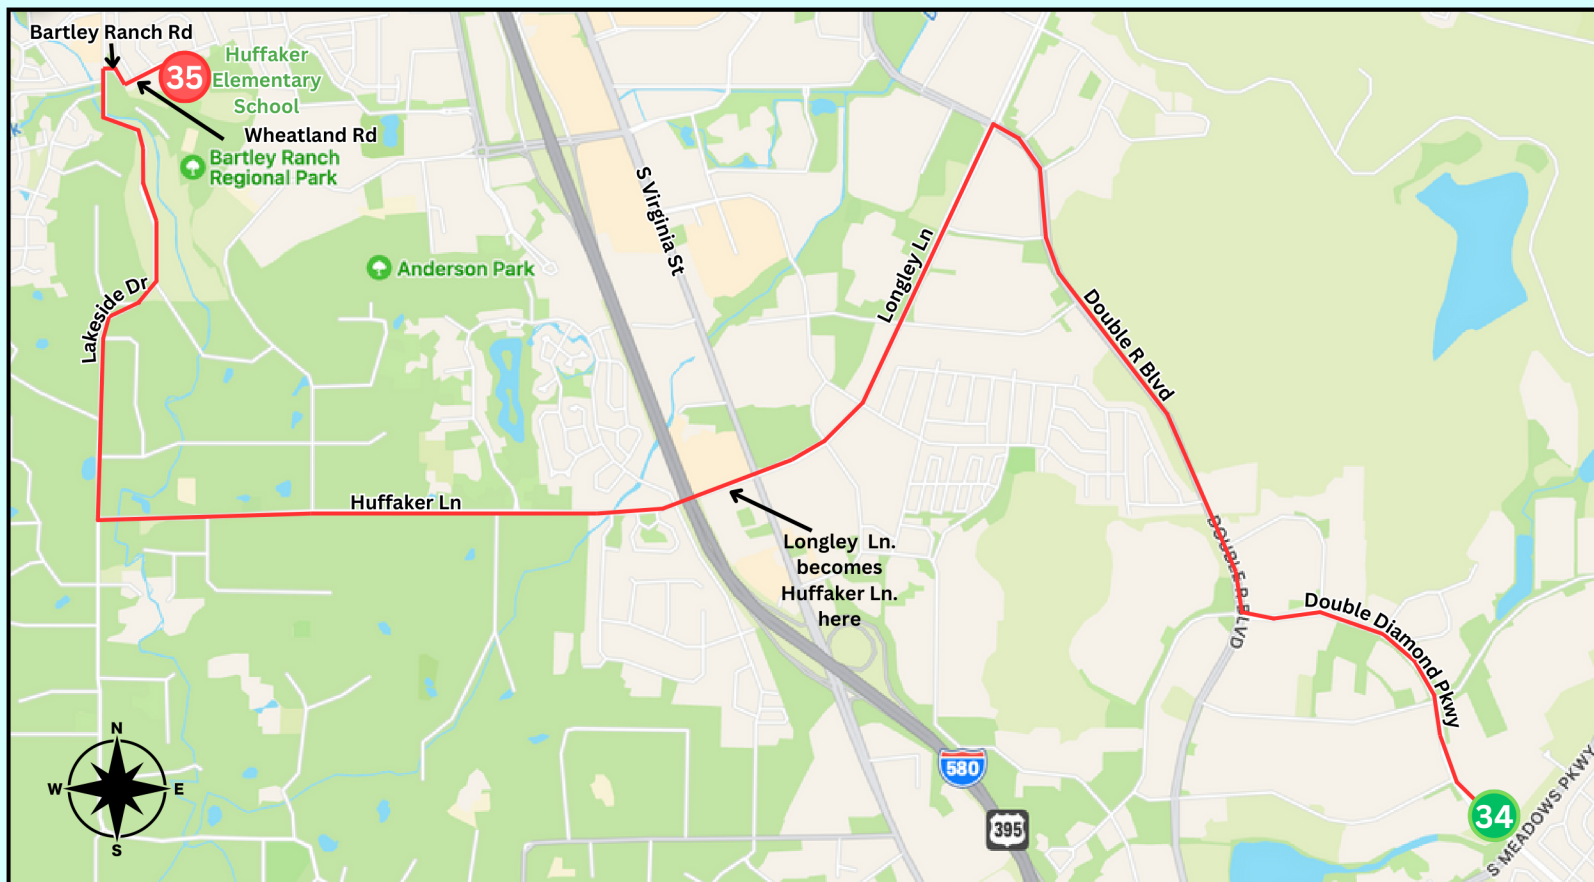 Bartley Ranch Rd
35
Huffaker
Elementary
School
Wheatland Rd
Bartley Ranch
Regional Park
S Virginia St
Anderson Park
Longley Ln
Lakeside Dr
Double R Blvd
Huffaker Ln
Longley Ln.
becomes
Huffaker Ln.
here
DOUBLE R BLVD
Double Diamond Pkwy
N
W
E
S
580
395
34
S MEADOWS PKWY